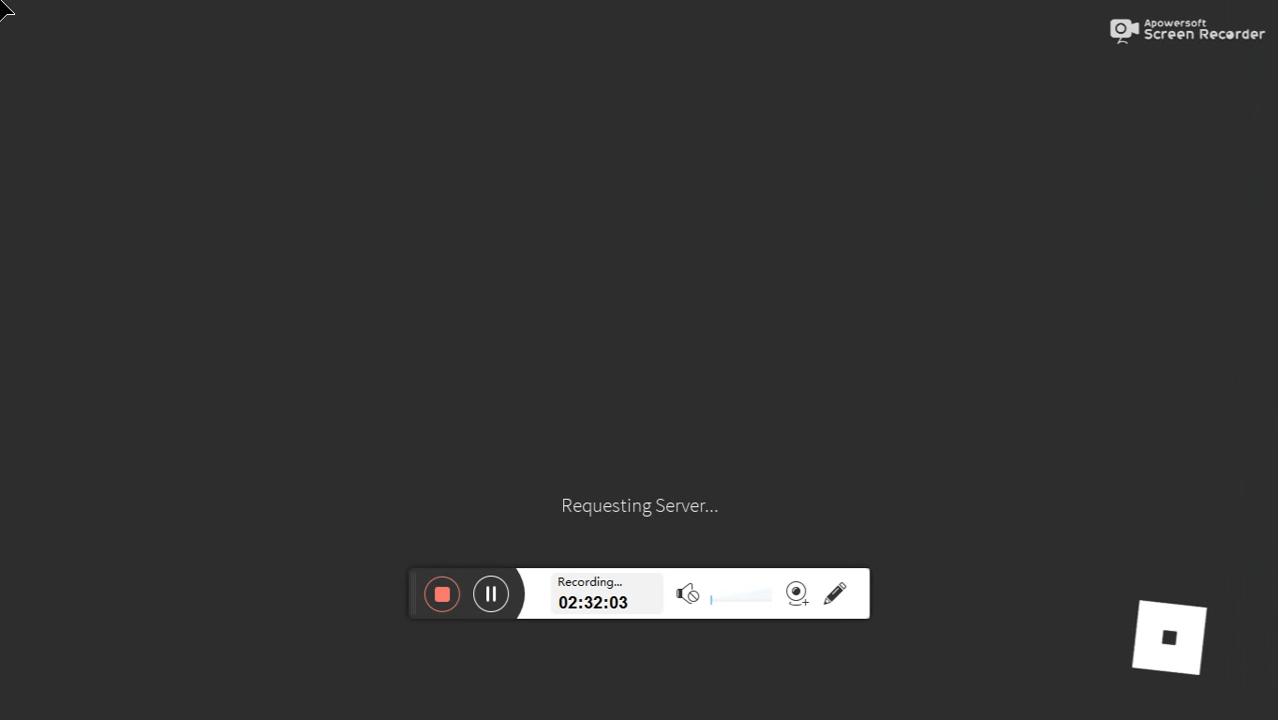 Apowersoft
Screen Recorder
Requesting Server...
Recording...
02:32:03